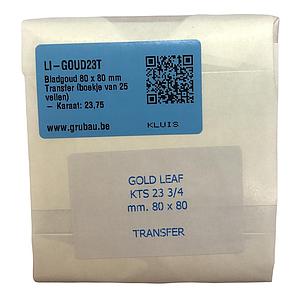 LI-GOUD23T
Bladgoud 80 x 80 mm
Transfer (boekje van 25
vellen)
- Karaat: 23,75
www.grubau.be
KLUIS
GOLD LEAF
KTS 23 3/4
mm. 80 x 80
TRANSFER